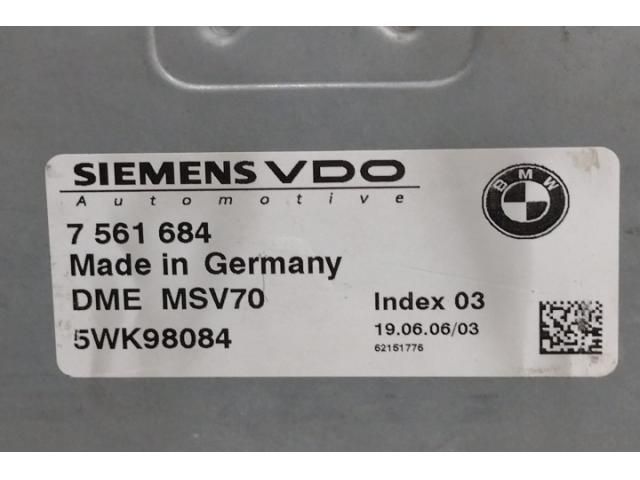 SIEMENS VDO
Automotive
BMW
7 561 684
Made in Germany
DME MSV70
Index 03
5WK98084
19.06.06/03
62151776